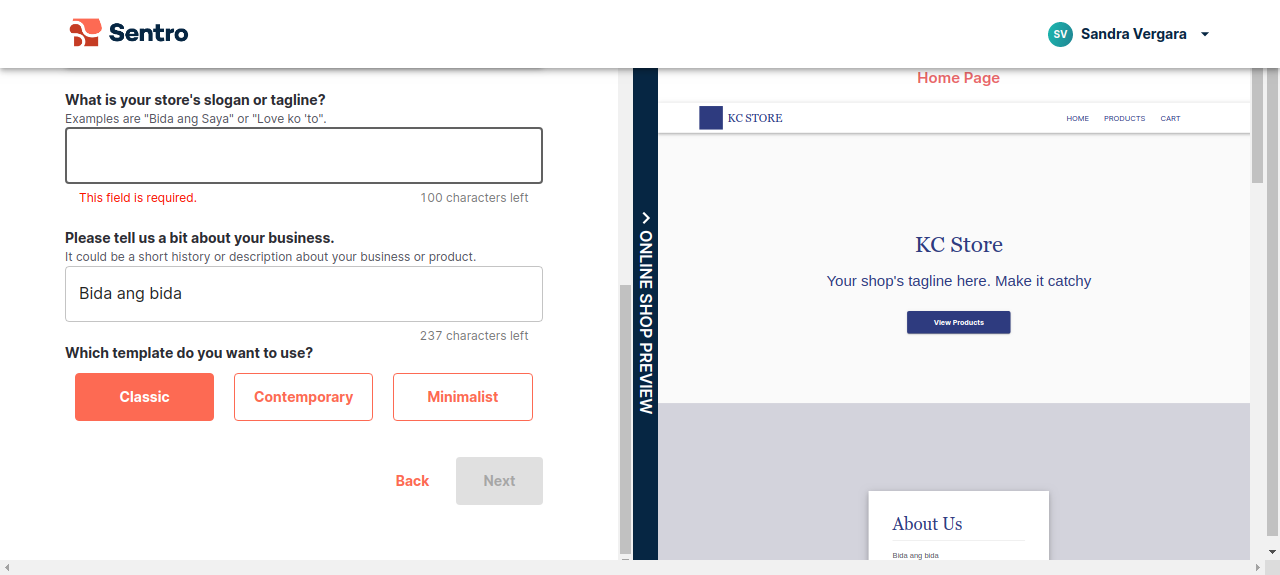 Sentro
SV Sandra Vergara
What is your store's slogan or tagline?
Examples are "Bida ang Saya" or "Love ko 'to".
This field is required.
100 characters left
Please tell us a bit about your business.
It could be a short history or description about your business or product.
Bida ang bida
237 characters left
Which template do you want to use?
Classic
Contemporary
Minimalist
Back
Next
ONLINE SHOP PREVIEW
Home Page
KC STORE
HOME
PRODUCTS
CART
KC Store
Your shop's tagline here. Make it catchy
View Products
About Us
Bida ang bida